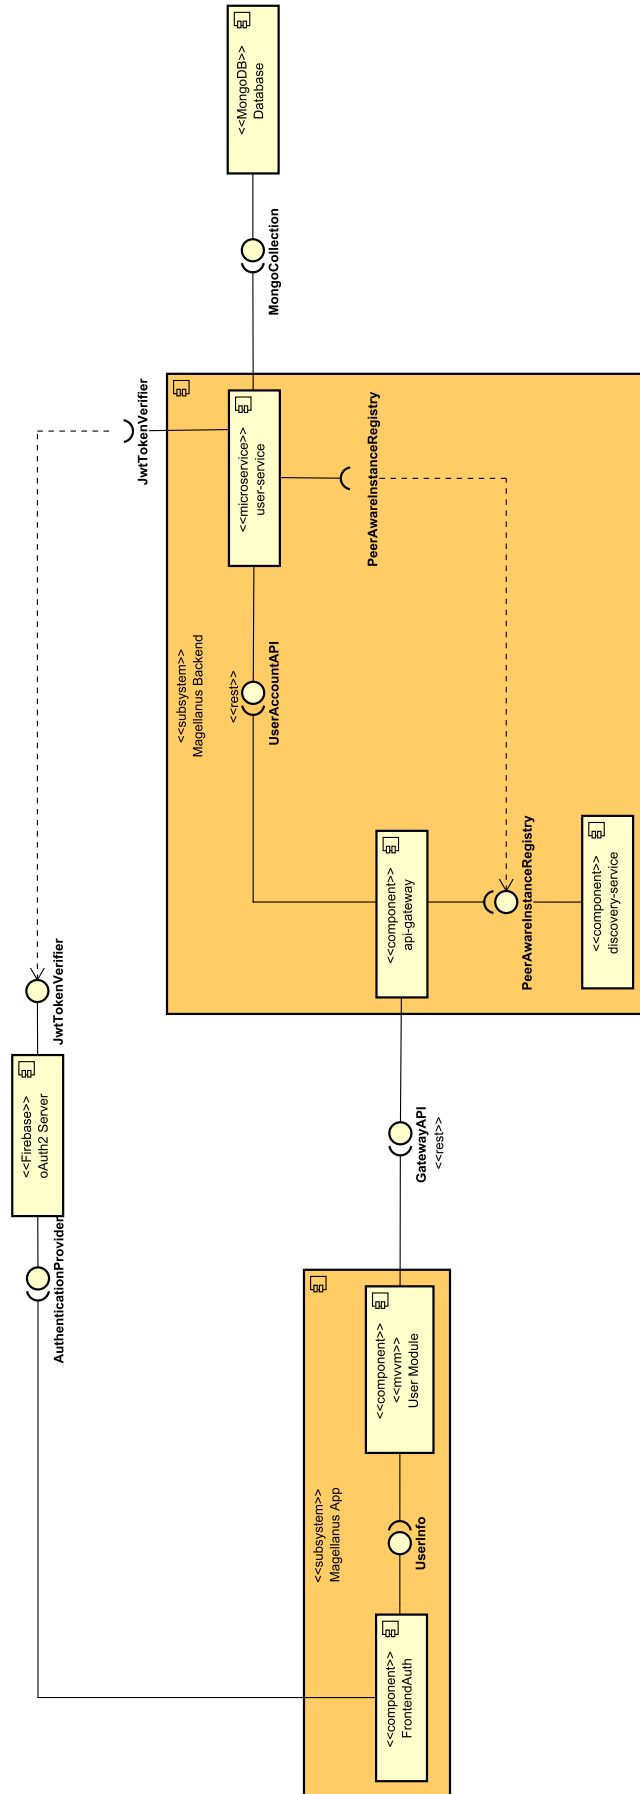 <<subsystem>>
Magellanus App
<<component>>
FrontendAuth
UserInfo
<<component>>
<<mvvm>>
User Module
AuthenticationProvider
<<Firebase>>
oAuth2 Server
JwtTokenVerifier
GatewayAPI
<<rest>>
<<subsystem>>
Magellanus Backend
<<component>>
api-gateway
PeerAwareInstanceRegistry
<<component>>
discovery-service
<<rest>>
UserAccountAPI
<<microservice>>
user-service
PeerAwareInstanceRegistry
JwtTokenVerifier
MongoCollection
<<MongoDB>>
Database